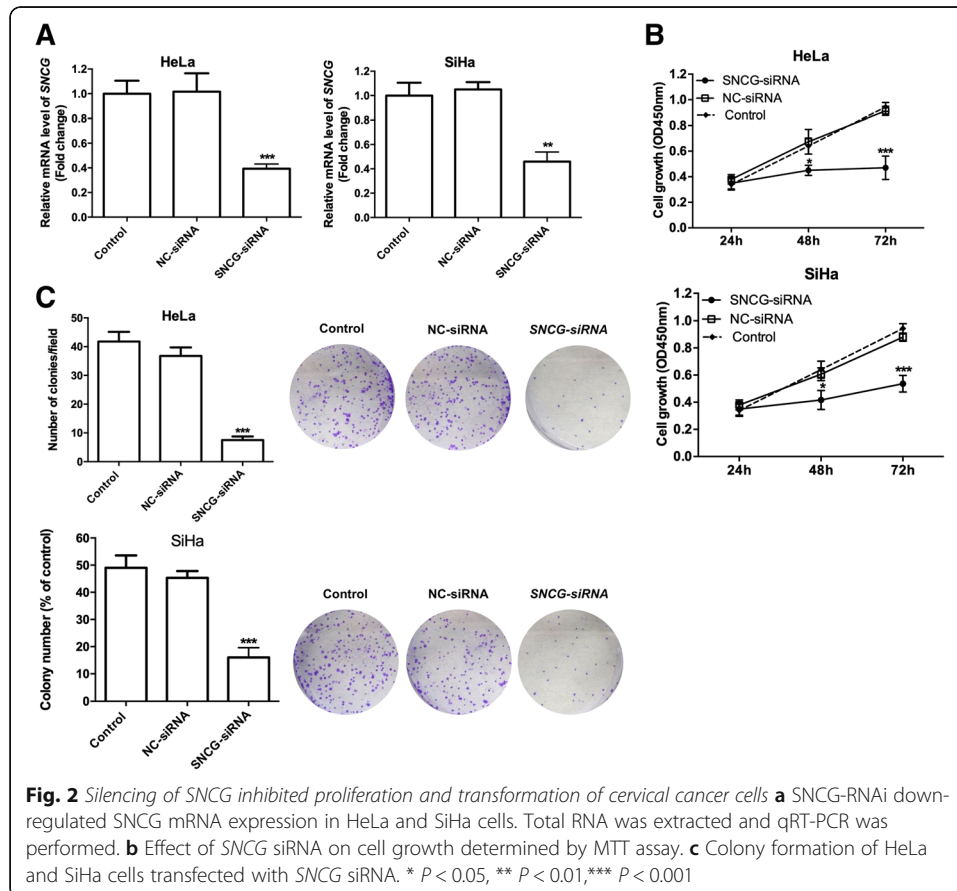 A
HeLa
Relative mRNA level of SNCG
(Fold change)
1.2
1.0
0.8
0.6
0.4
0.2
0.0
***
Control
NC-siRNA
SNCG-siRNA
SiHa
Relative mRNA level of SNCG
(Fold change)
1.2
1.0
0.8
0.6
0.4
0.2
0.0
**
Control
NC-siRNA
SNCG-siRNA
B
HeLa
Cell growth (OD450nm)
1.2
1.0
0.8
0.6
0.4
0.2
0.0
SNCG-siRNA
NC-siRNA
Control
*
***
24h 48h 72h
SiHa
Cell growth (OD450nm)
1.2
1.0
0.8
0.6
0.4
0.2
0.0
SNCG-siRNA
NC-siRNA
Control
*
***
24h 48h 72h
C
HeLa
Number of clonies/field
50
40
30
20
10
0
***
Control
NC-siRNA
SNCG-siRNA
Control NC-siRNA SNCG-siRNA
SiHa
Colony number (% of control)
60
50
40
30
20
10
0
***
Control
NC-siRNA
SNCG-siRNA
Control NC-siRNA SNCG-siRNA
Fig. 2 Silencing of SNCG inhibited proliferation and transformation of cervical cancer cells a SNCG-RNAi down-
regulated SNCG mRNA expression in HeLa and SiHa cells. Total RNA was extracted and qRT-PCR was
performed. b Effect of SNCG siRNA on cell growth determined by MTT assay. c Colony formation of HeLa
and SiHa cells transfected with SNCG siRNA. * P < 0.05, ** P < 0.01,*** P < 0.001